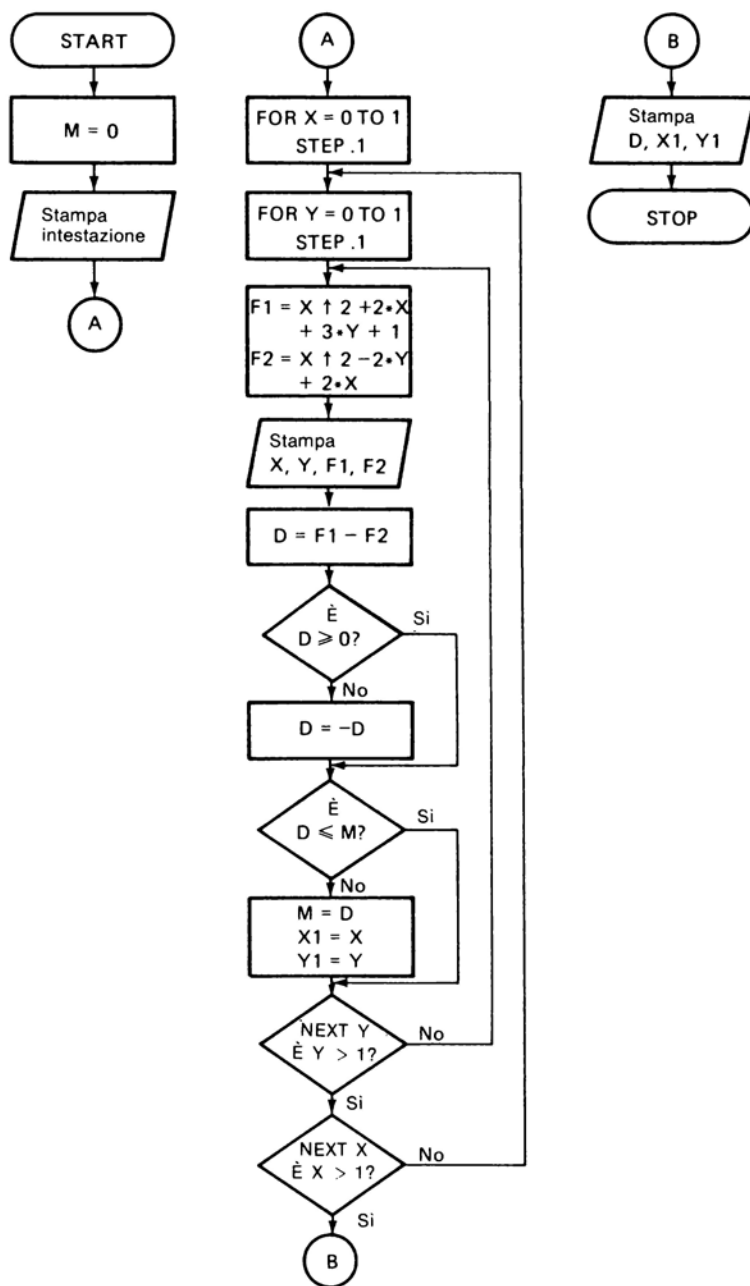 START
M = 0
Stampa
intestazione
A
A
FOR X = 0 TO 1
STEP .1
FOR Y = 0 TO 1
STEP .1
F1 = X ↑ 2 +2*X
+ 3*Y + 1
F2 = X ↑ 2 −2*Y
+ 2*X
Stampa
X, Y, F1, F2
D = F1 − F2
È
D ⩾ 0?
Si
No
D = −D
È
D ⩽ M?
Si
No
M = D
X1 = X
Y1 = Y
NEXT Y
È Y > 1?
No
Si
NEXT X
È X > 1?
No
Si
B
B
Stampa
D, X1, Y1
STOP